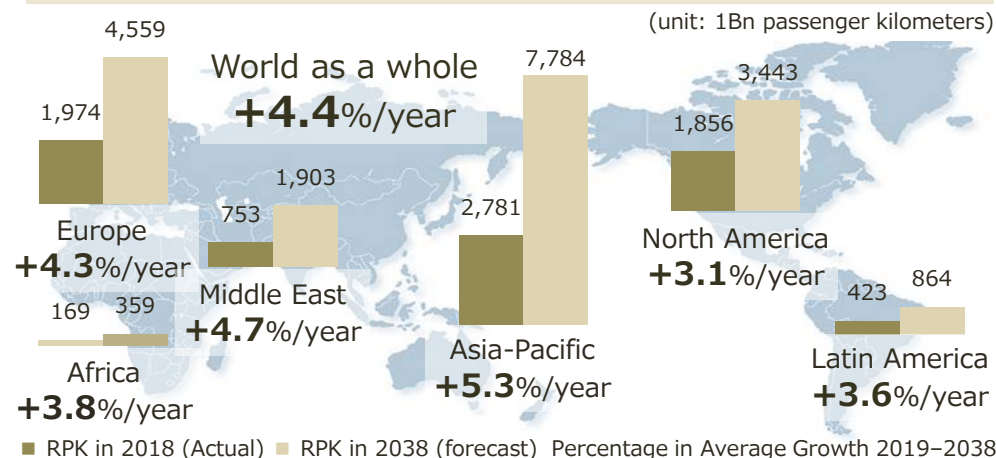 (unit: 1Bn passenger kilometers)
4,559
1,974
Europe
+4.3%/year
World as a whole
+4.4%/year
753
1,903
Middle East
+4.7%/year
169
359
Africa
+3.8%/year
2,781
7,784
Asia-Pacific
+5.3%/year
1,856
3,443
North America
+3.1%/year
423
864
Latin America
+3.6%/year
RPK in 2018 (Actual) RPK in 2038 (forecast) Percentage in Average Growth 2019–2038